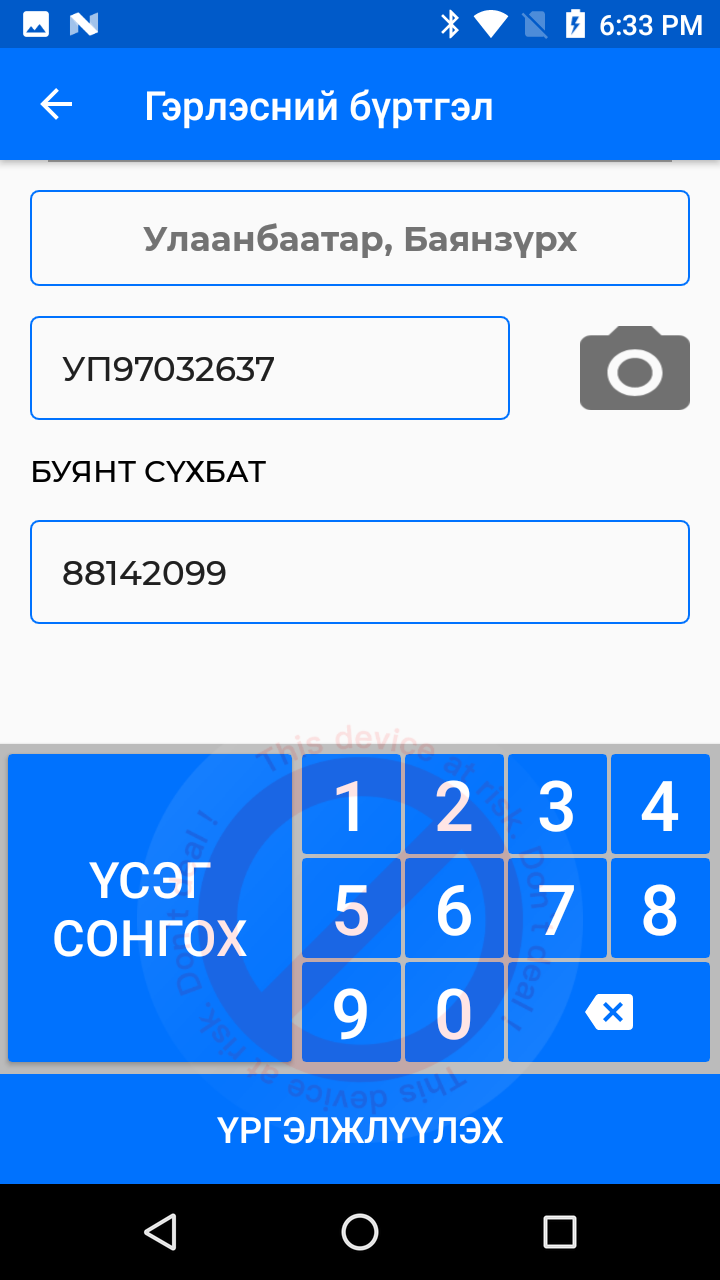 6:33 PM
Гэрлэсний бүртгэл
Улаанбаатар, Баянзүрх
УП97032637
БУЯНТ СҮХБАТ
88142099
This device at risk. Don't deal !
This device at risk. Don't deal !
ҮСЭГ
СОНГОХ
1 2 3 4
5 6 7 8
9 0
ҮРГЭЛЖЛҮҮЛЭХ